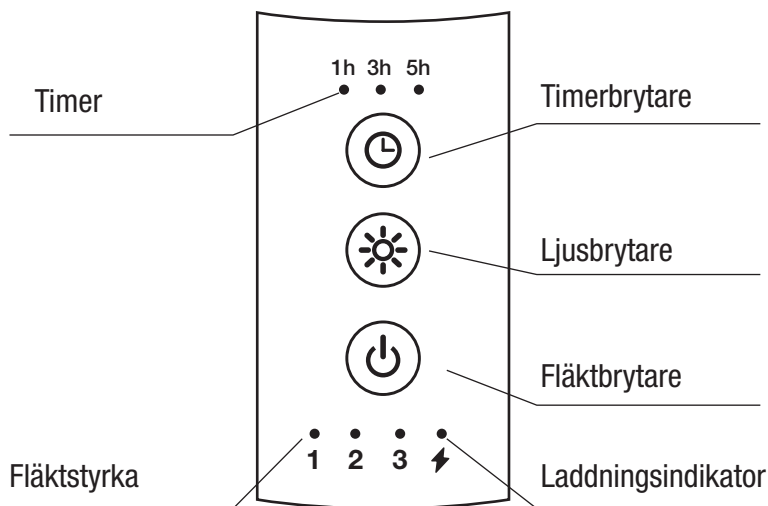 1h 3h 5h
Timer
Timerbrytare
Ljusbrytare
Fläktbrytare
1 2 3
Fläktstyrka
Laddningsindikator